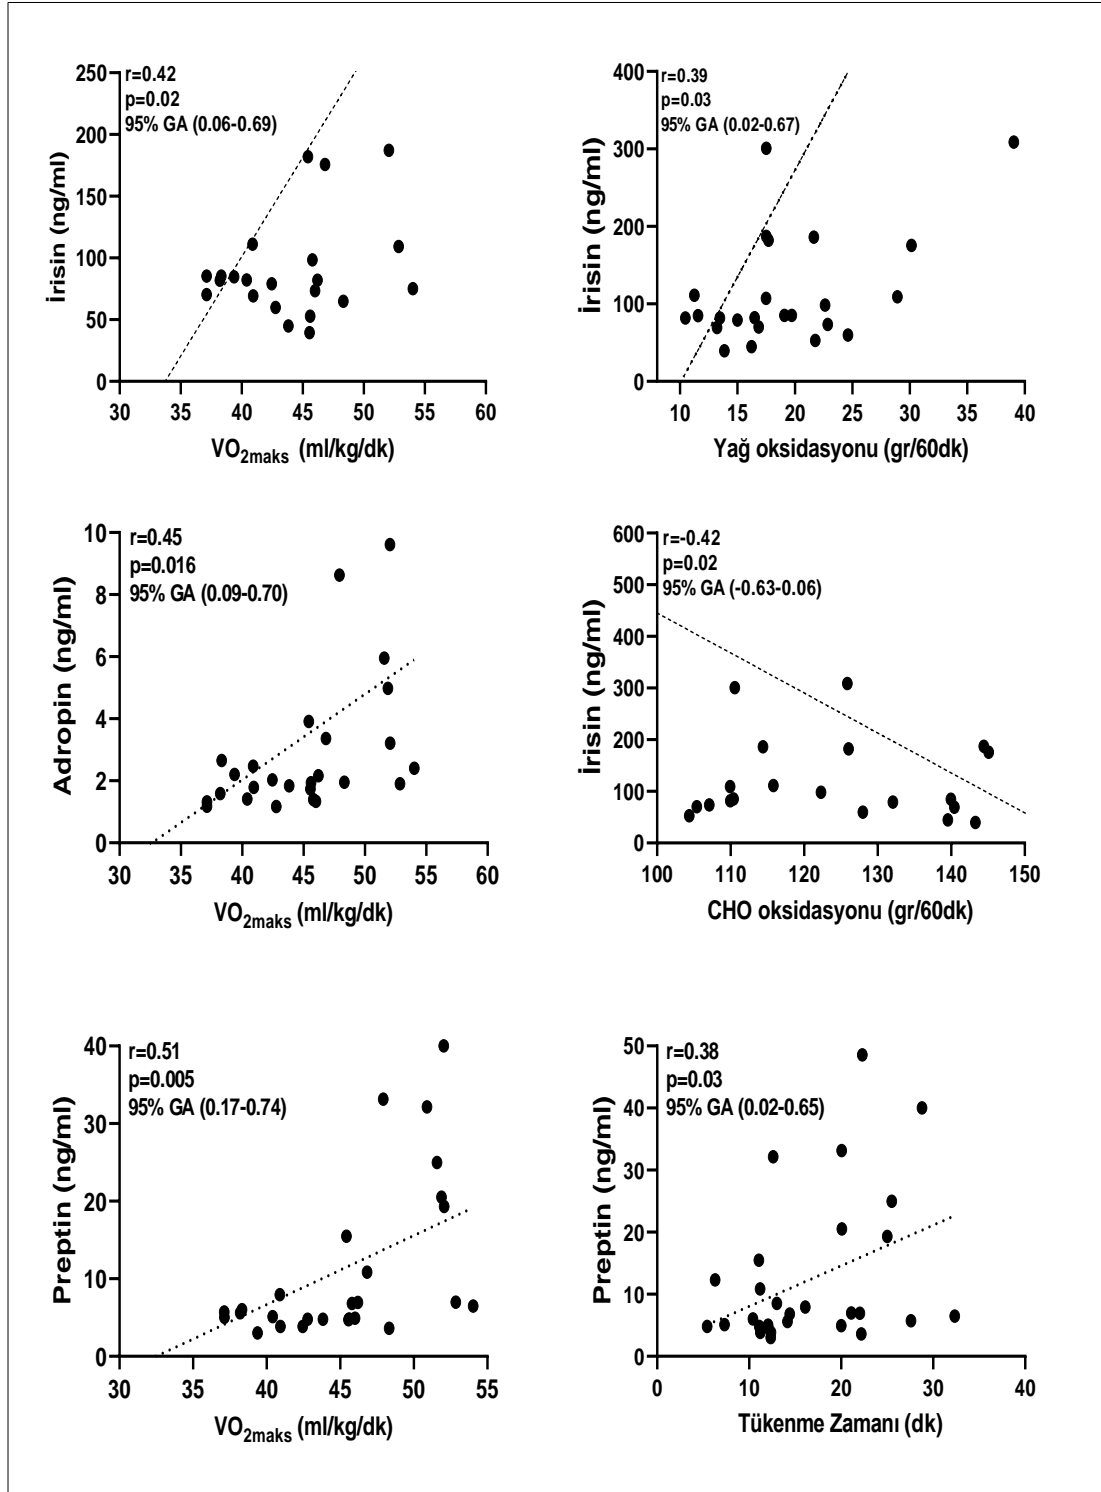 r=0.42
p=0.02
95% GA (0.06-0.69)
İrisin (ng/ml)
250
200
150
100
50
0
30 35 40 45 50 55 60
VO2maks (ml/kg/dk)
r=0.39
p=0.03
95% GA (0.02-0.67)
İrisin (ng/ml)
400
300
200
100
0
10 15 20 25 30 35 40
Yağ oksidasyonu (gr/60dk)
r=0.45
p=0.016
95% GA (0.09-0.70)
Adropin (ng/ml)
10
8
6
4
2
0
30 35 40 45 50 55 60
VO2maks (ml/kg/dk)
r=-0.42
p=0.02
95% GA (-0.63-0.06)
İrisin (ng/ml)
600
500
400
300
200
100
0
100 110 120 130 140 150
CHO oksidasyonu (gr/60dk)
r=0.51
p=0.005
95% GA (0.17-0.74)
Preptin (ng/ml)
40
30
20
10
0
30 35 40 45 50 55
VO2maks (ml/kg/dk)
r=0.38
p=0.03
95% GA (0.02-0.65)
Preptin (ng/ml)
50
40
30
20
10
0
0 10 20 30 40
Tükenme Zamanı (dk)